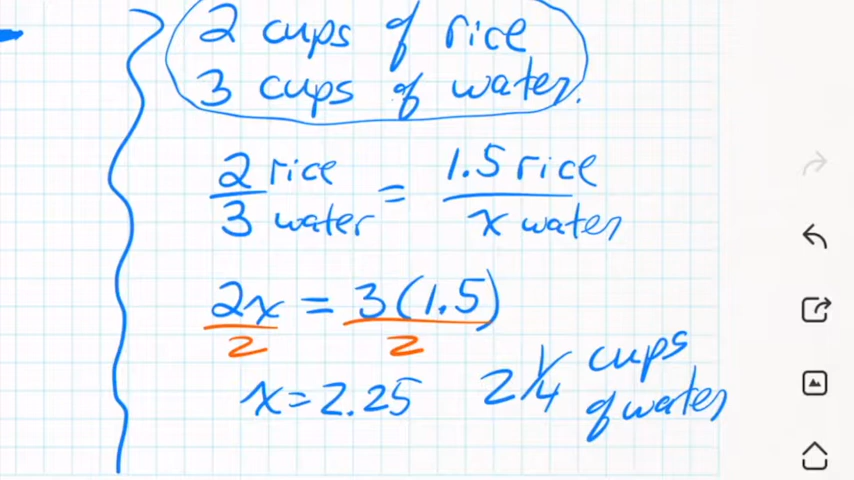 2 cups of rice
3 cups of water.
2 rice / 3 water = 1.5 rice / x water
2x = 3(1.5)
2 2
x = 2.25 2 1/4 cups of water